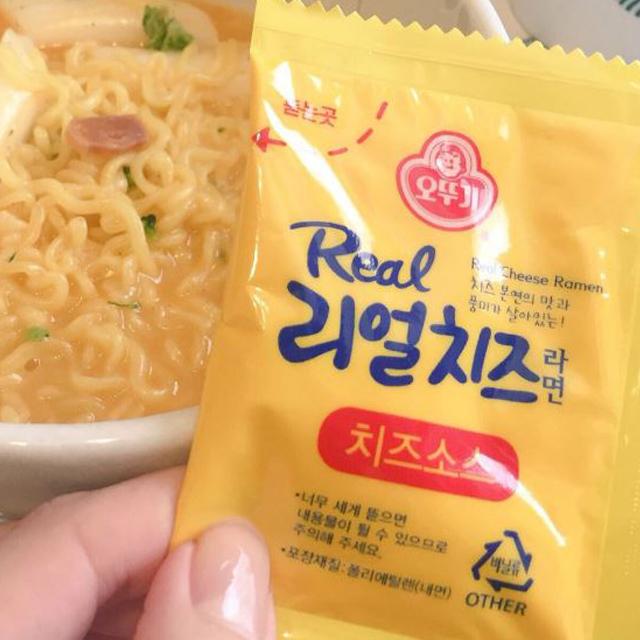 뜯는곳
오뚜기
Real
Real Cheese Ramen
치즈 본연의 맛과
풍미가 살아있는!
리얼치즈
라면
치즈소스
•너무 세게 뜯으면
내용물이 튈 수 있으므로
주의해 주세요.
•포장재질:폴리에틸렌(내면)
비닐류
OTHER